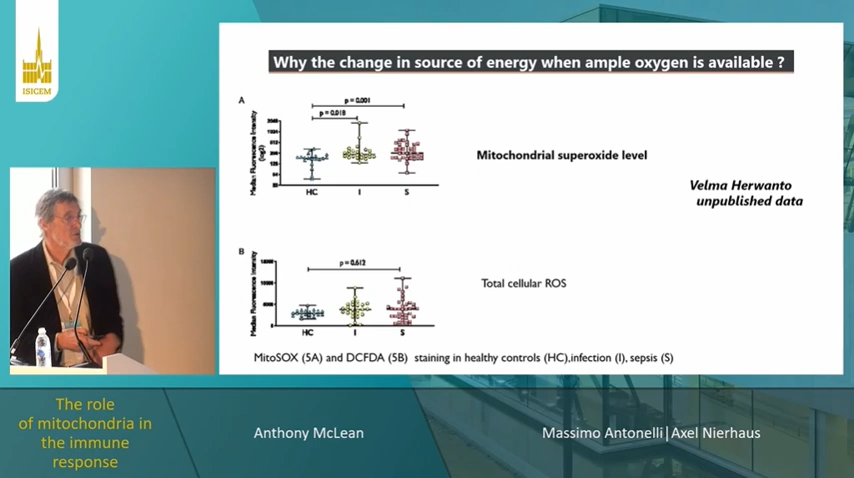 ISICEM
Why the change in source of energy when ample oxygen is available ?
A
p = 0.001
p = 0.018
Median Fluorescence Intensity
(log2)
HC I S
Mitochondrial superoxide level
Velma Herwanto
unpublished data
B
p = 0.612
Median Fluorescence Intensity
0
HC I S
Total cellular ROS
MitoSOX (5A) and DCFDA (5B) staining in healthy controls (HC),infection (I), sepsis (S)
The role
of mitochondria in
the immune
response
Anthony McLean
Massimo Antonelli|Axel Nierhaus